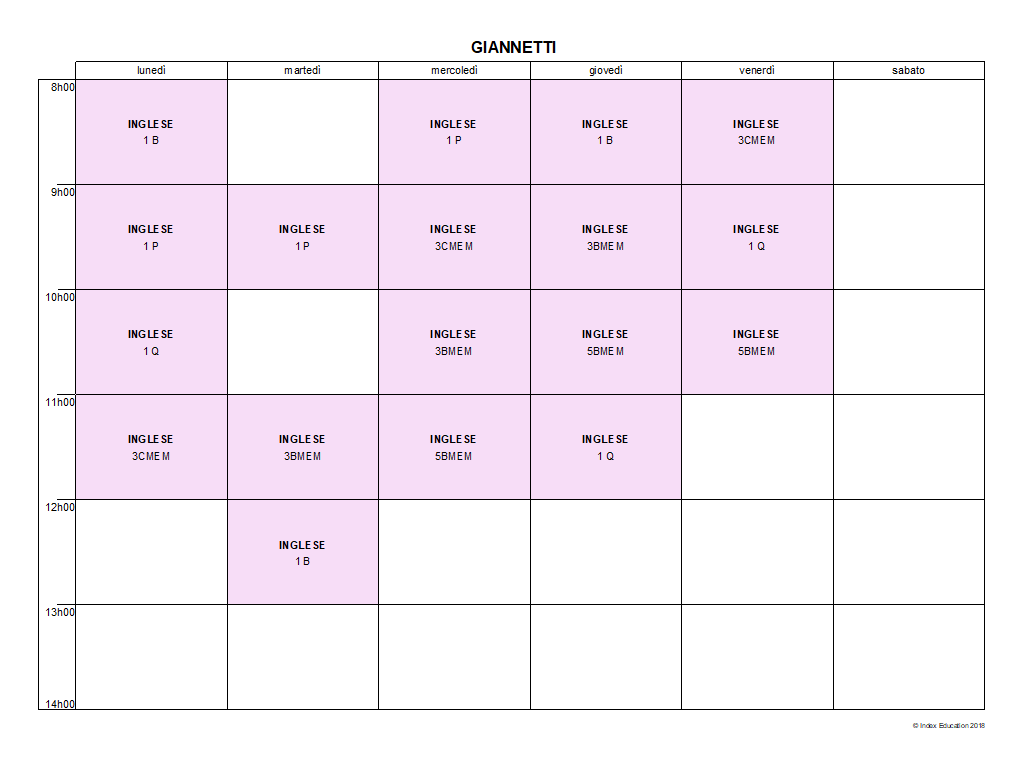 GIANNETTI
lunedì martedì mercoledì giovedì venerdì sabato
8h00
INGLESE INGLESE INGLESE INGLESE
1 B 1 P 1 B 3CMEM
9h00
INGLESE INGLESE INGLESE INGLESE INGLESE
1 P 1 P 3CMEM 3BMEM 1 Q
10h00
INGLESE INGLESE INGLESE INGLESE
1 Q 3BMEM 5BMEM 5BMEM
11h00
INGLESE INGLESE INGLESE INGLESE
3CMEM 3BMEM 5BMEM 1 Q
12h00
INGLESE
1 B
13h00
14h00
© Index Education 2018